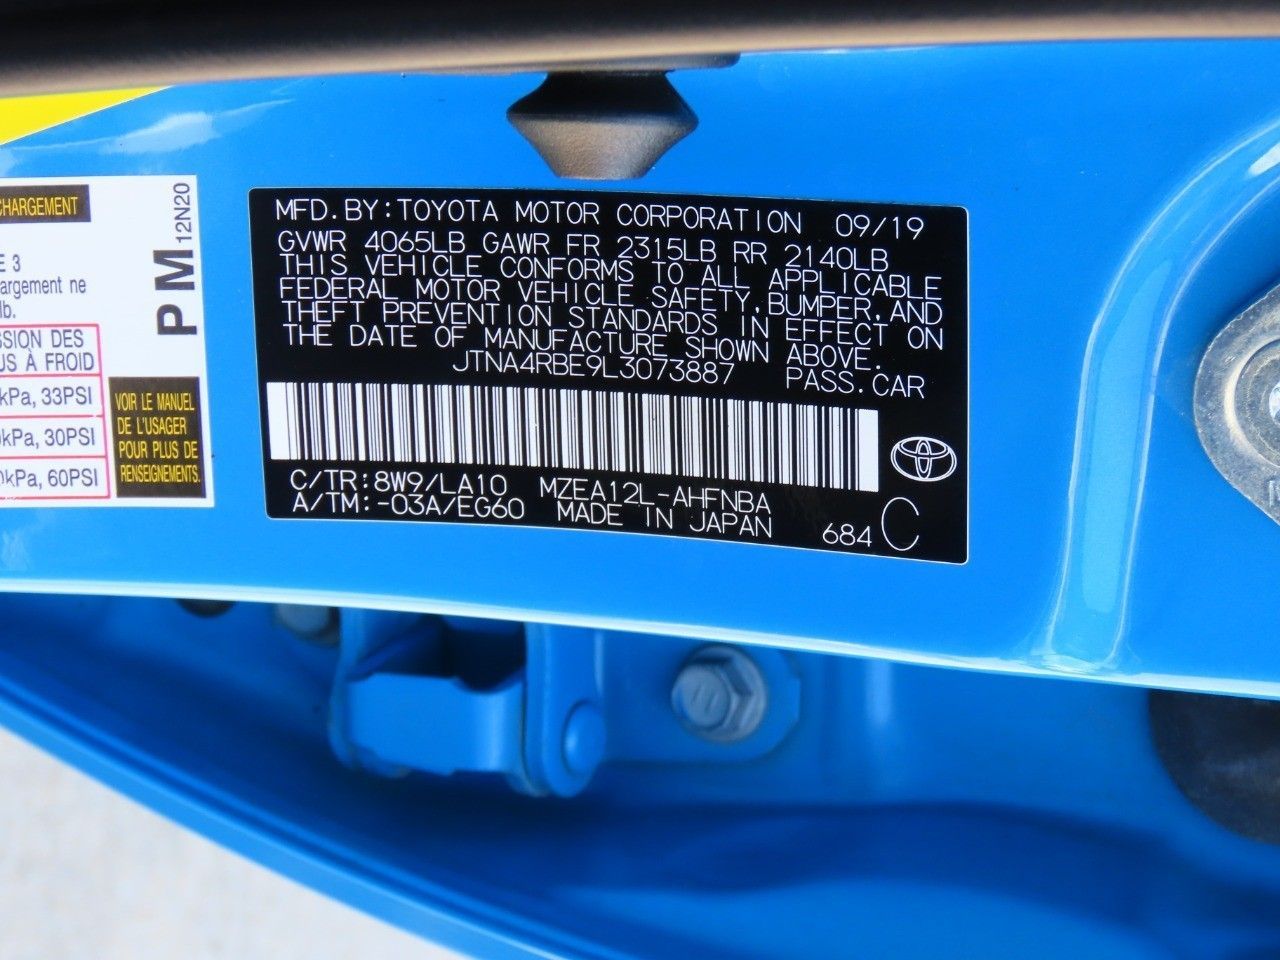 CHARGEMENT
PM
12N20
E 3
argement ne
lb.
SSION DES
US À FROID
kPa, 33PSI
kPa, 30PSI
kPa, 60PSI
VOIR LE MANUEL
DE L'USAGER
POUR PLUS DE
RENSEIGNEMENTS.
MFD.BY:TOYOTA MOTOR CORPORATION 09/19
GVWR 4065LB GAWR FR 2315LB RR 2140LB
THIS VEHICLE CONFORMS TO ALL APPLICABLE
FEDERAL MOTOR VEHICLE SAFETY,BUMPER,AND
THEFT PREVENTION STANDARDS IN EFFECT ON
THE DATE OF MANUFACTURE SHOWN ABOVE.
JTNA4RBE9L3073887 PASS.CAR
C/TR:8W9/LA10 MZEA12L-AHFNBA
A/TM:-03A/EG60 MADE IN JAPAN 684 C